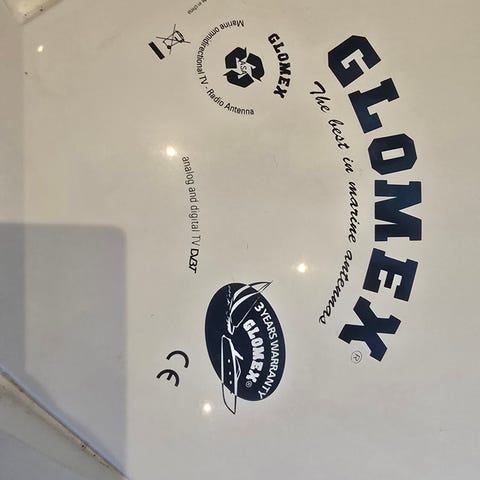 GLOMEX®
The best in marine antennas
GLOMEX
Marine omnidirectional TV - Radio Antenna
ASA
analog and digital TV DVBT
3 YEARS WARRANTY
GLOMEX®
CE